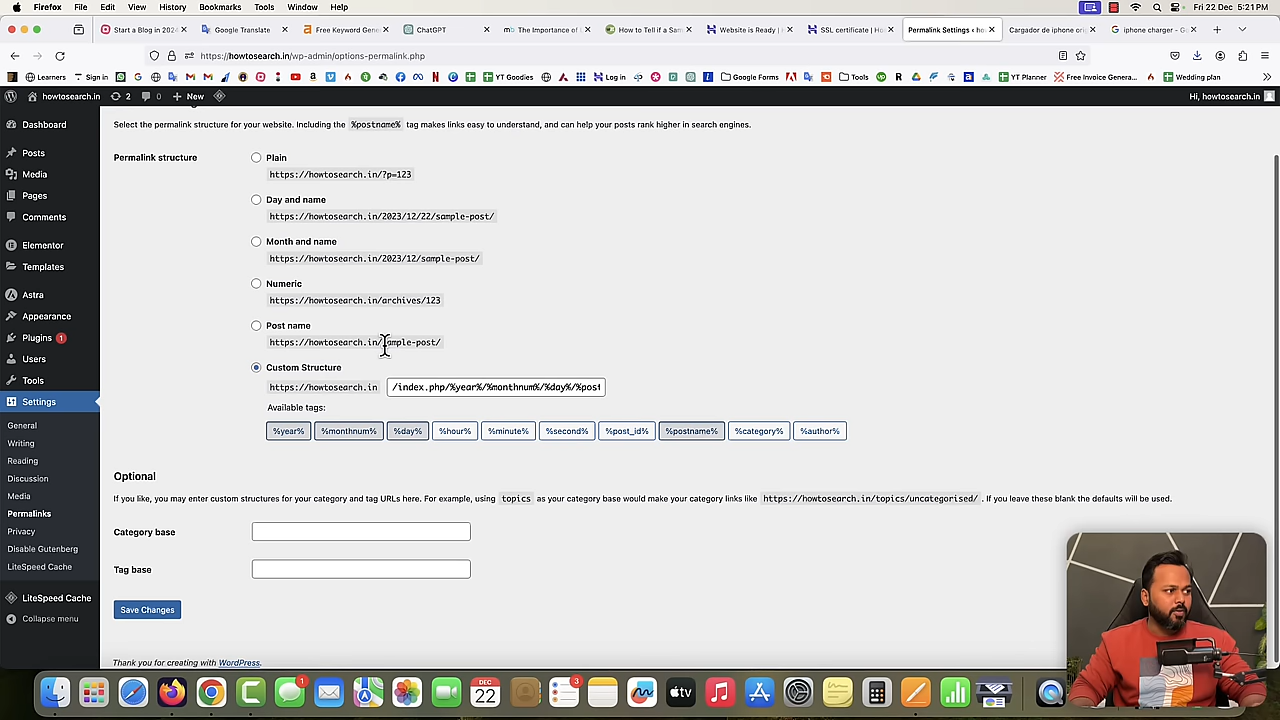 Firefox File Edit View History Bookmarks Tools Window Help Fri 22 Dec 5:21 PM
Start a Blog in 2024 Google Translate Free Keyword Gene ChatGPT The Importance of How to Tell if a Sam Website is Ready | SSL certificate | Ho Permalink Settings ‹ ho Cargador de iphone ori iphone charger - Go
https://howtosearch.in/wp-admin/options-permalink.php
Learners Sign in YT Goodies Log in Google Forms Tools YT Planner Free Invoice Genera... Wedding plan
howtosearch.in 2 0 New Hi, howtosearch.in
Select the permalink structure for your website. Including the %postname% tag makes links easy to understand, and can help your posts rank higher in search engines.
Dashboard
Posts
Media
Pages
Comments
Elementor
Templates
Astra
Appearance
Plugins 1
Users
Tools
Settings
General
Writing
Reading
Discussion
Media
Permalinks
Privacy
Disable Gutenberg
LiteSpeed Cache
LiteSpeed Cache
Collapse menu
Permalink structure
Plain
https://howtosearch.in/?p=123
Day and name
https://howtosearch.in/2023/12/22/sample-post/
Month and name
https://howtosearch.in/2023/12/sample-post/
Numeric
https://howtosearch.in/archives/123
Post name
https://howtosearch.in/sample-post/
Custom Structure
https://howtosearch.in /index.php/%year%/%monthnum%/%day%/%post
Available tags:
%year% %monthnum% %day% %hour% %minute% %second% %post_id% %postname% %category% %author%
Optional
If you like, you may enter custom structures for your category and tag URLs here. For example, using topics as your category base would make your category links like https://howtosearch.in/topics/uncategorised/ . If you leave these blank the defaults will be used.
Category base
Tag base
Save Changes
Thank you for creating with WordPress.
1
DEC
22
3
tv